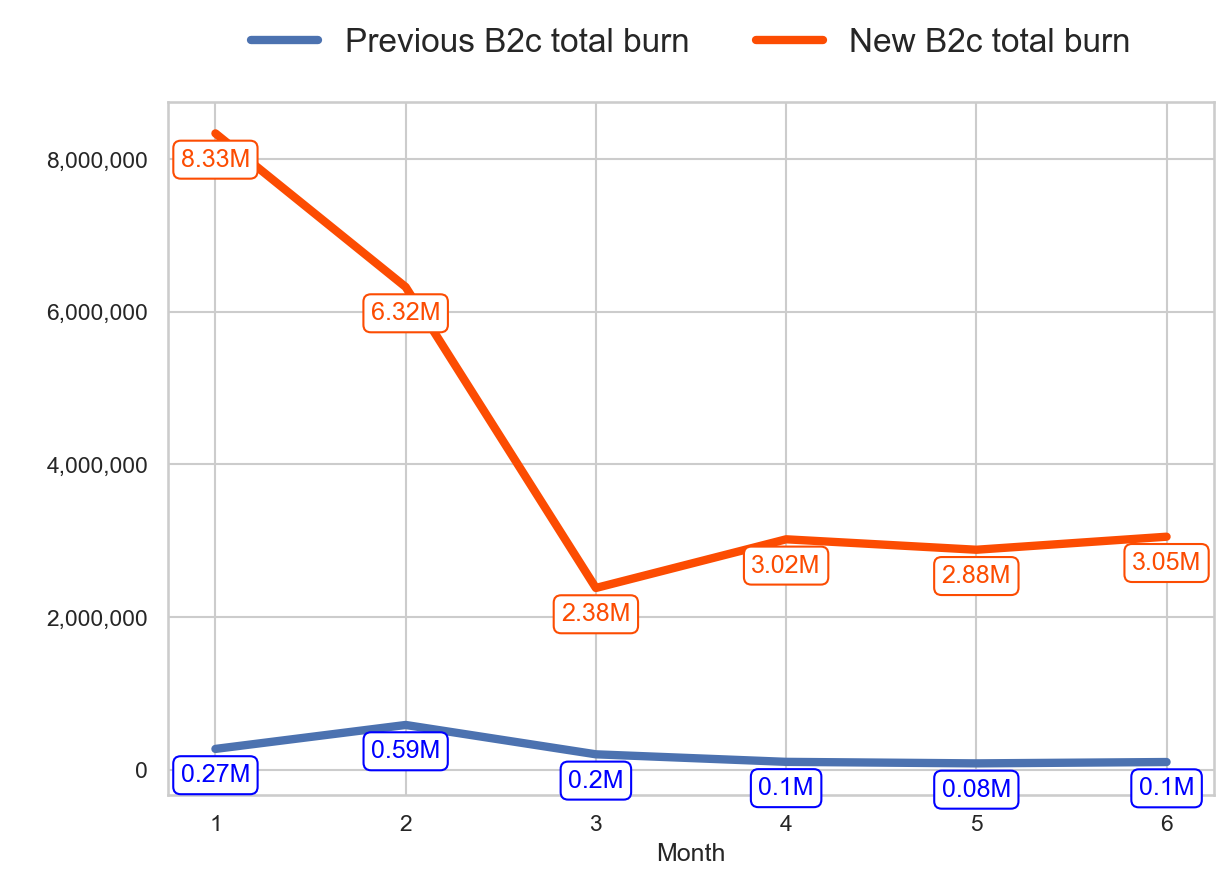 Previous B2c total burn New B2c total burn
8,000,000
8.33M
6,000,000
6.32M
4,000,000
3.02M
2.88M
3.05M
2,000,000
2.38M
0
0.27M
0.59M
0.2M
0.1M
0.08M
0.1M
1 2 3 4 5 6
Month